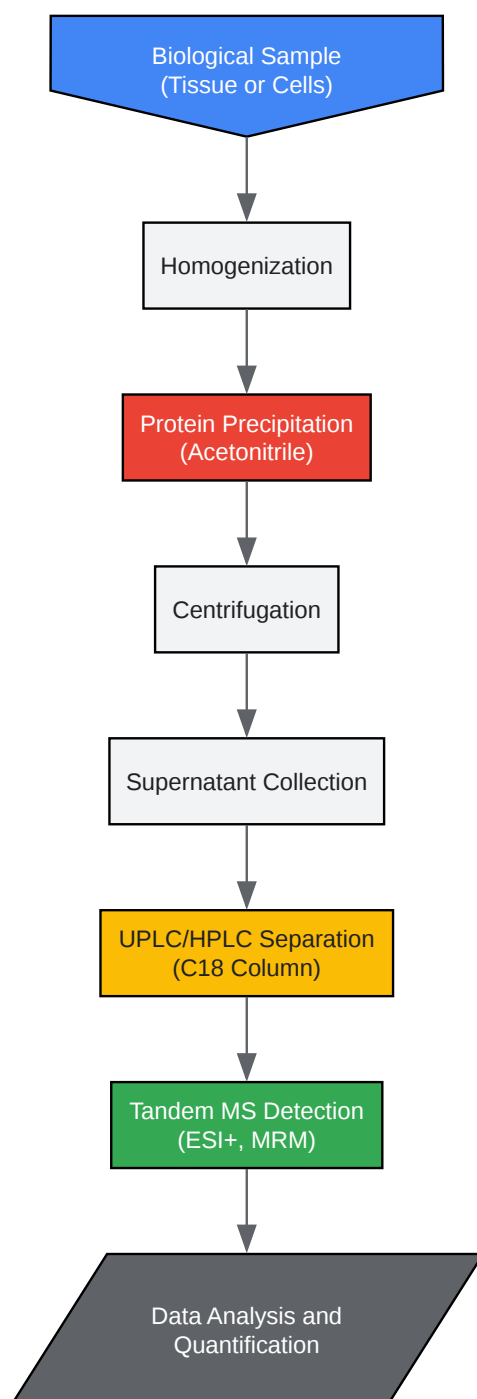 Biological Sample
(Tissue or Cells)
Homogenization
Protein Precipitation
(Acetonitrile)
Centrifugation
Supernatant Collection
UPLC/HPLC Separation
(C18 Column)
Tandem MS Detection
(ESI+, MRM)
Data Analysis and
Quantification